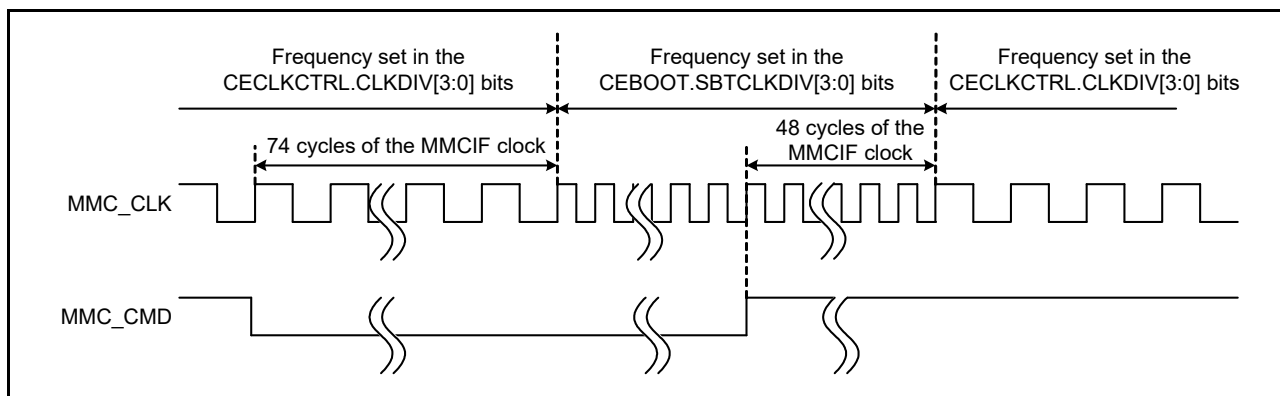 Frequency set in the
CECLKCTRL.CLKDIV[3:0] bits
Frequency set in the
CEBOOT.SBTCLKDIV[3:0] bits
Frequency set in the
CECLKCTRL.CLKDIV[3:0] bits
74 cycles of the MMCIF clock
48 cycles of the
MMCIF clock
MMC_CLK
MMC_CMD